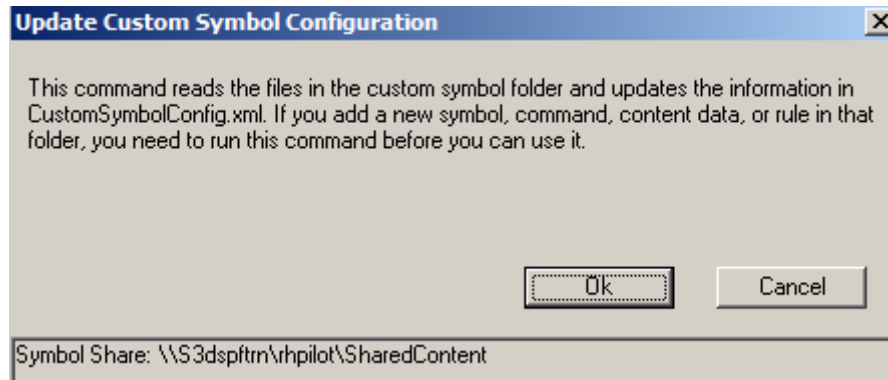 Update Custom Symbol Configuration
This command reads the files in the custom symbol folder and updates the information in
CustomSymbolConfig.xml. If you add a new symbol, command, content data, or rule in that
folder, you need to run this command before you can use it.
Ok
Cancel
Symbol Share: \\S3dspftrn\rhpilot\SharedContent